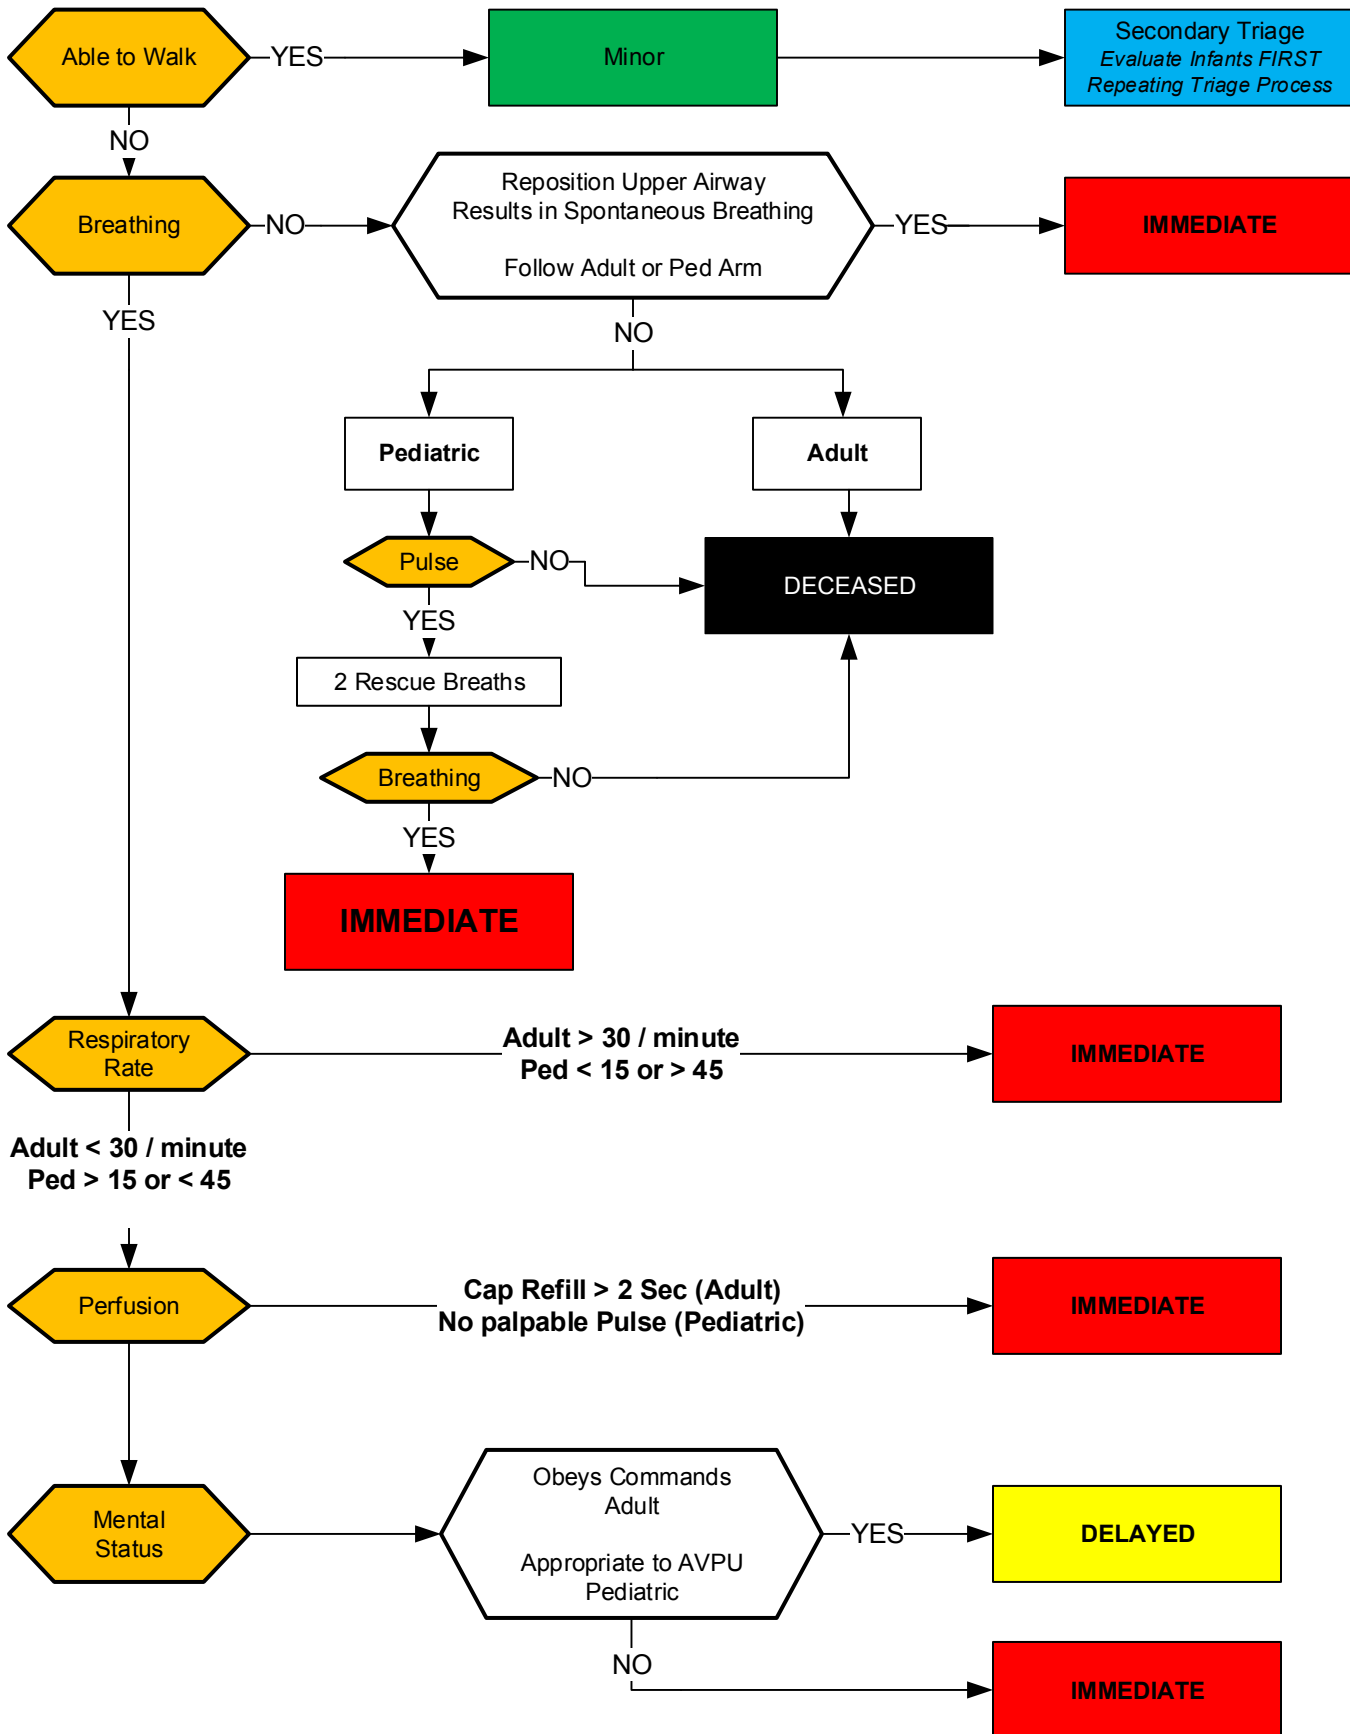 Able to Walk
YES
Minor
Secondary Triage
Evaluate Infants FIRST
Repeating Triage Process
NO
Breathing
NO
Reposition Upper Airway
Results in Spontaneous Breathing
Follow Adult or Ped Arm
YES
IMMEDIATE
YES
NO
Pediatric
Adult
Pulse
NO
DECEASED
YES
2 Rescue Breaths
Breathing
NO
YES
IMMEDIATE
Respiratory
Rate
Adult > 30 / minute
Ped < 15 or > 45
IMMEDIATE
Adult < 30 / minute
Ped > 15 or < 45
Perfusion
Cap Refill > 2 Sec (Adult)
No palpable Pulse (Pediatric)
IMMEDIATE
Mental
Status
Obeys Commands
Adult
Appropriate to AVPU
Pediatric
YES
DELAYED
NO
IMMEDIATE